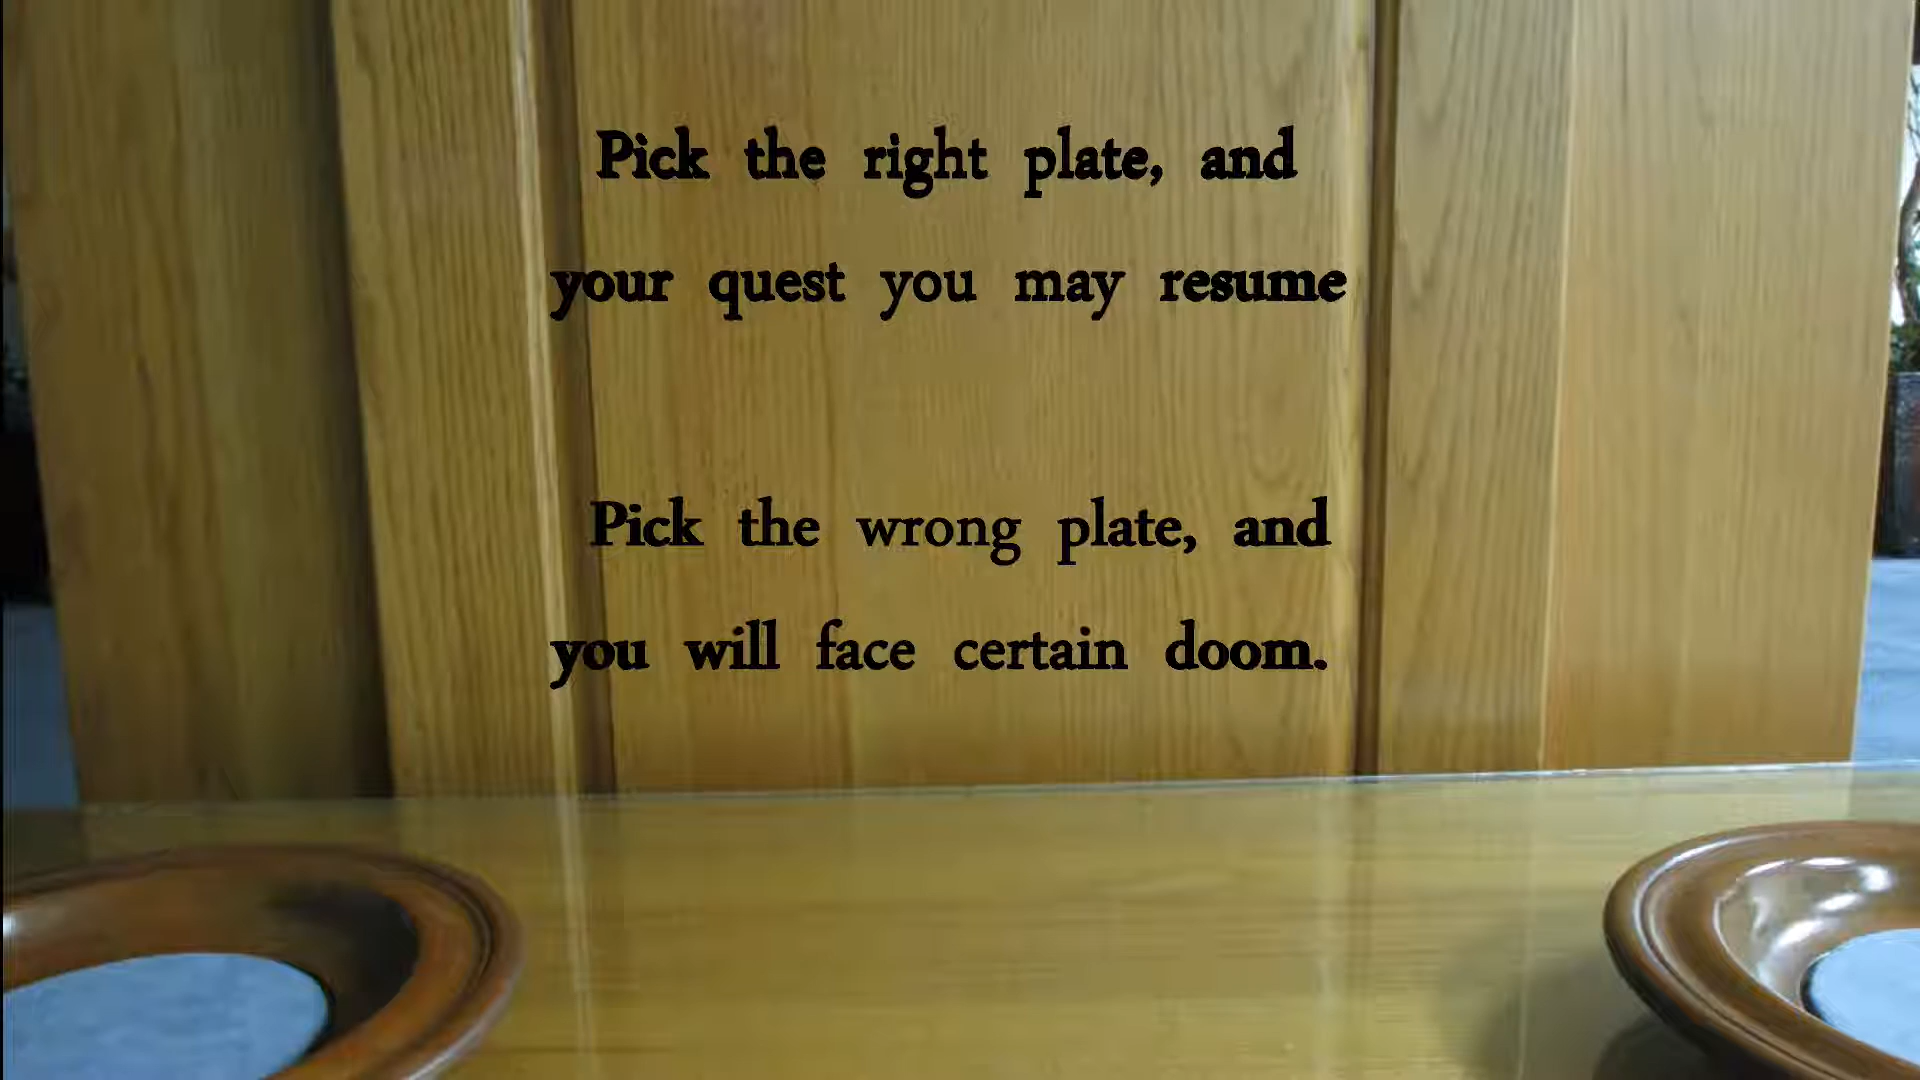 Pick the right plate, and
your quest you may resume
Pick the wrong plate, and
you will face certain doom.